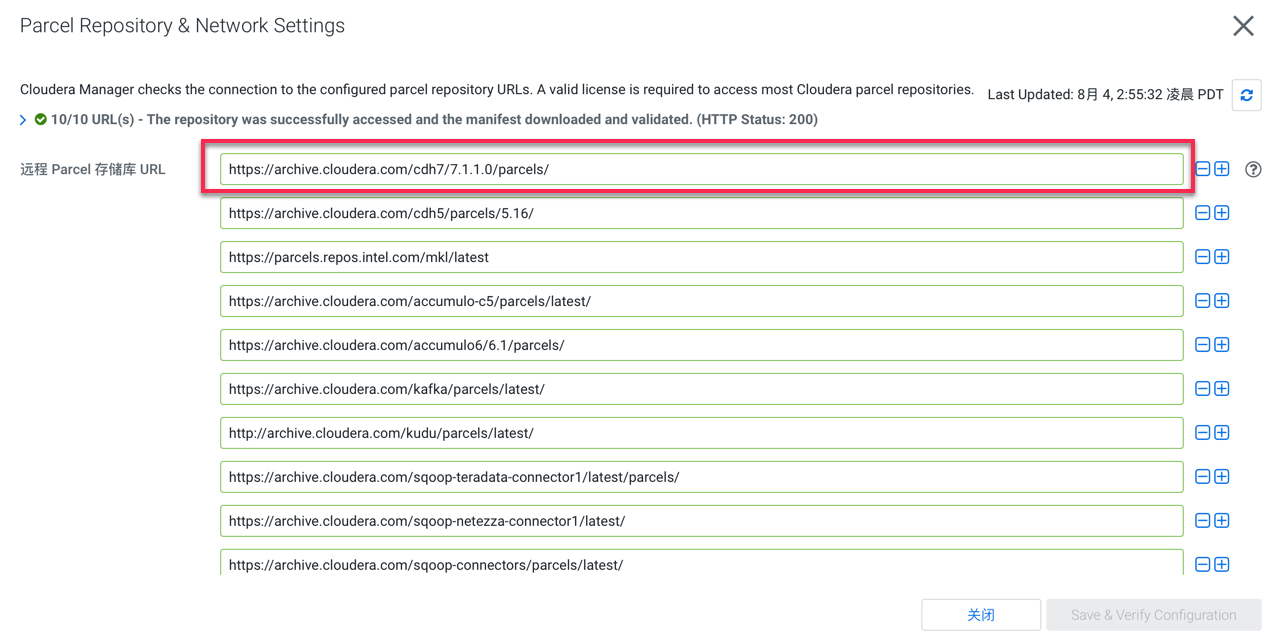 Parcel Repository & Network Settings
Cloudera Manager checks the connection to the configured parcel repository URLs. A valid license is required to access most Cloudera parcel repositories.
Last Updated: 8月 4, 2:55:32 凌晨 PDT
10/10 URL(s) - The repository was successfully accessed and the manifest downloaded and validated. (HTTP Status: 200)
远程 Parcel 存储库 URL
https://archive.cloudera.com/cdh7/7.1.1.0/parcels/
https://archive.cloudera.com/cdh5/parcels/5.16/
https://parcels.repos.intel.com/mkl/latest
https://archive.cloudera.com/accumulo-c5/parcels/latest/
https://archive.cloudera.com/accumulo6/6.1/parcels/
https://archive.cloudera.com/kafka/parcels/latest/
http://archive.cloudera.com/kudu/parcels/latest/
https://archive.cloudera.com/sqoop-teradata-connector1/latest/parcels/
https://archive.cloudera.com/sqoop-netezza-connector1/latest/
https://archive.cloudera.com/sqoop-connectors/parcels/latest/
关闭
Save & Verify Configuration